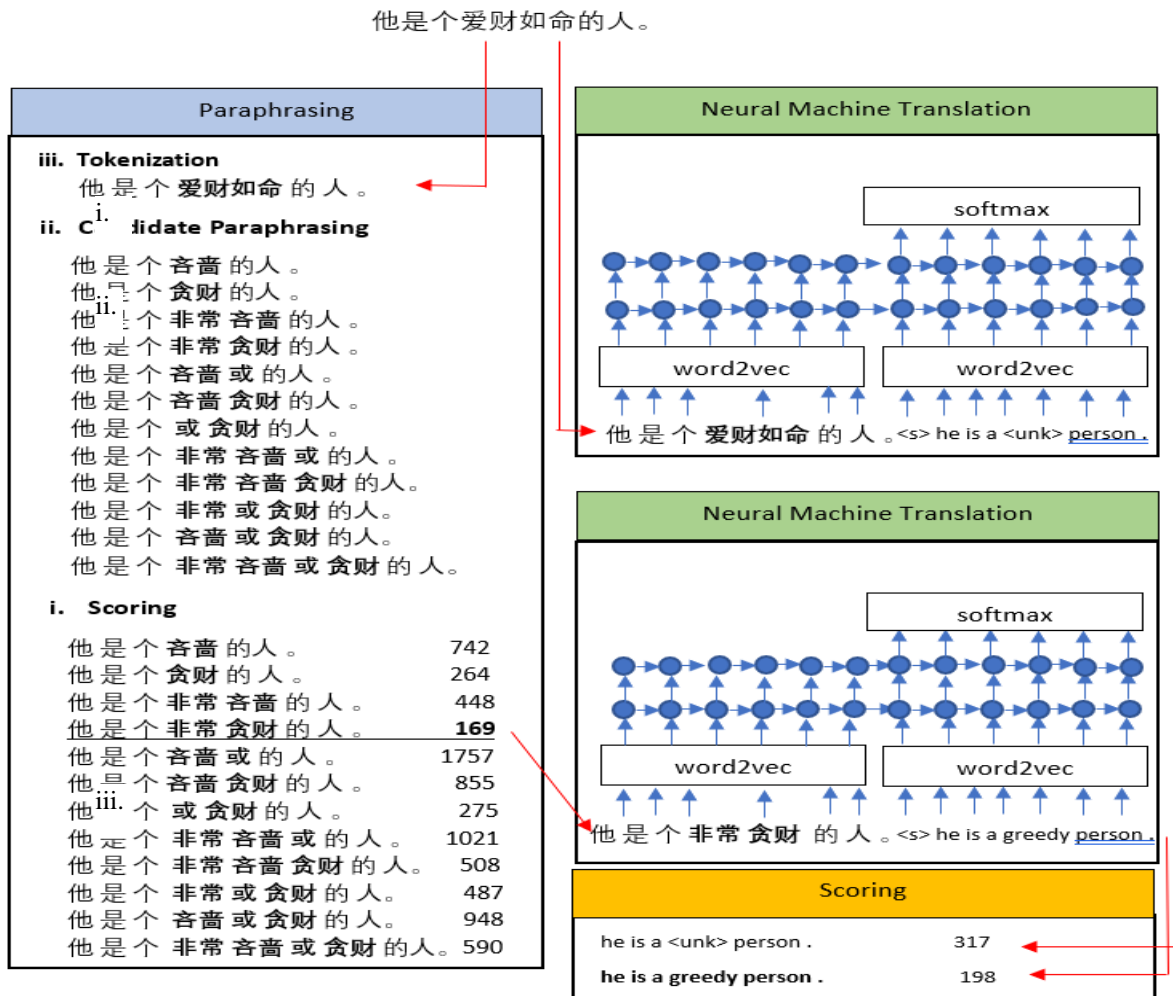 他是个爱财如命的人。
Paraphrasing
iii. Tokenization
他 是 个 爱财如命 的 人 。
i.
ii. C didate Paraphrasing
他 是 个 吝啬 的人 。
他 是 个 贪财 的人 。
ii.
他 是 个 非常 吝啬 的人 。
他 是 个 非常 贪财 的人 。
他 是 个 吝啬 或 的人 。
他 是 个 吝啬 贪财 的人 。
他 是 个 或 贪财 的人 。
他 是 个 非常 吝啬 或 的人 。
他 是 个 非常 吝啬 贪财 的人。
他 是 个 非常 或 贪财 的人。
他 是 个 吝啬 或 贪财 的人。
他 是 个 非常 吝啬 或 贪财 的 人。
i. Scoring
他 是 个 吝啬 的人 。 742
他 是 个 贪财 的 人 。 264
他 是 个 非常 吝啬 的 人 。 448
他 是 个 非常 贪财 的 人 。 169
他 是 个 吝啬 或 的 人 。 1757
他 是 个 吝啬 贪财 的 人 。 855
他 iii. 个 或 贪财 的 人 。 275
他 是 个 非常 吝啬 或 的 人 。 1021
他 是 个 非常 吝啬 贪财 的 人。 508
他 是 个 非常 或 贪财 的 人。 487
他 是 个 吝啬 或 贪财 的 人。 948
他 是 个 非常 吝啬 或 贪财 的人。 590
Neural Machine Translation
softmax
word2vec word2vec
他 是 个 爱财如命 的 人 。<s> he is a <unk> person .
Neural Machine Translation
softmax
word2vec word2vec
他 是 个 非常 贪财 的 人 。<s> he is a greedy person .
Scoring
he is a <unk> person . 317
he is a greedy person . 198